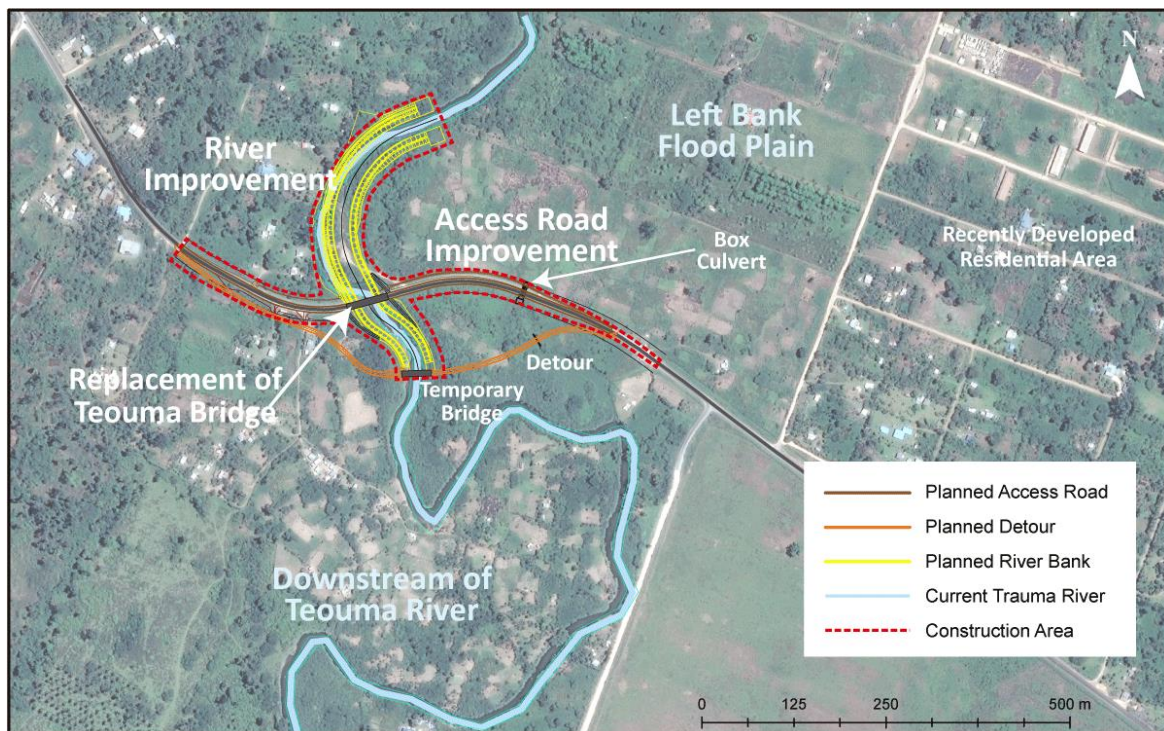 N
Left Bank
Flood Plain
River
Improvement
Access Road
Improvement
Box
Culvert
Recently Developed
Residential Area
Detour
Replacement of
Teouma Bridge
Temporary
Bridge
Downstream of
Teouma River
Planned Access Road
Planned Detour
Planned River Bank
Current Trauma River
Construction Area
0 125 250 500 m